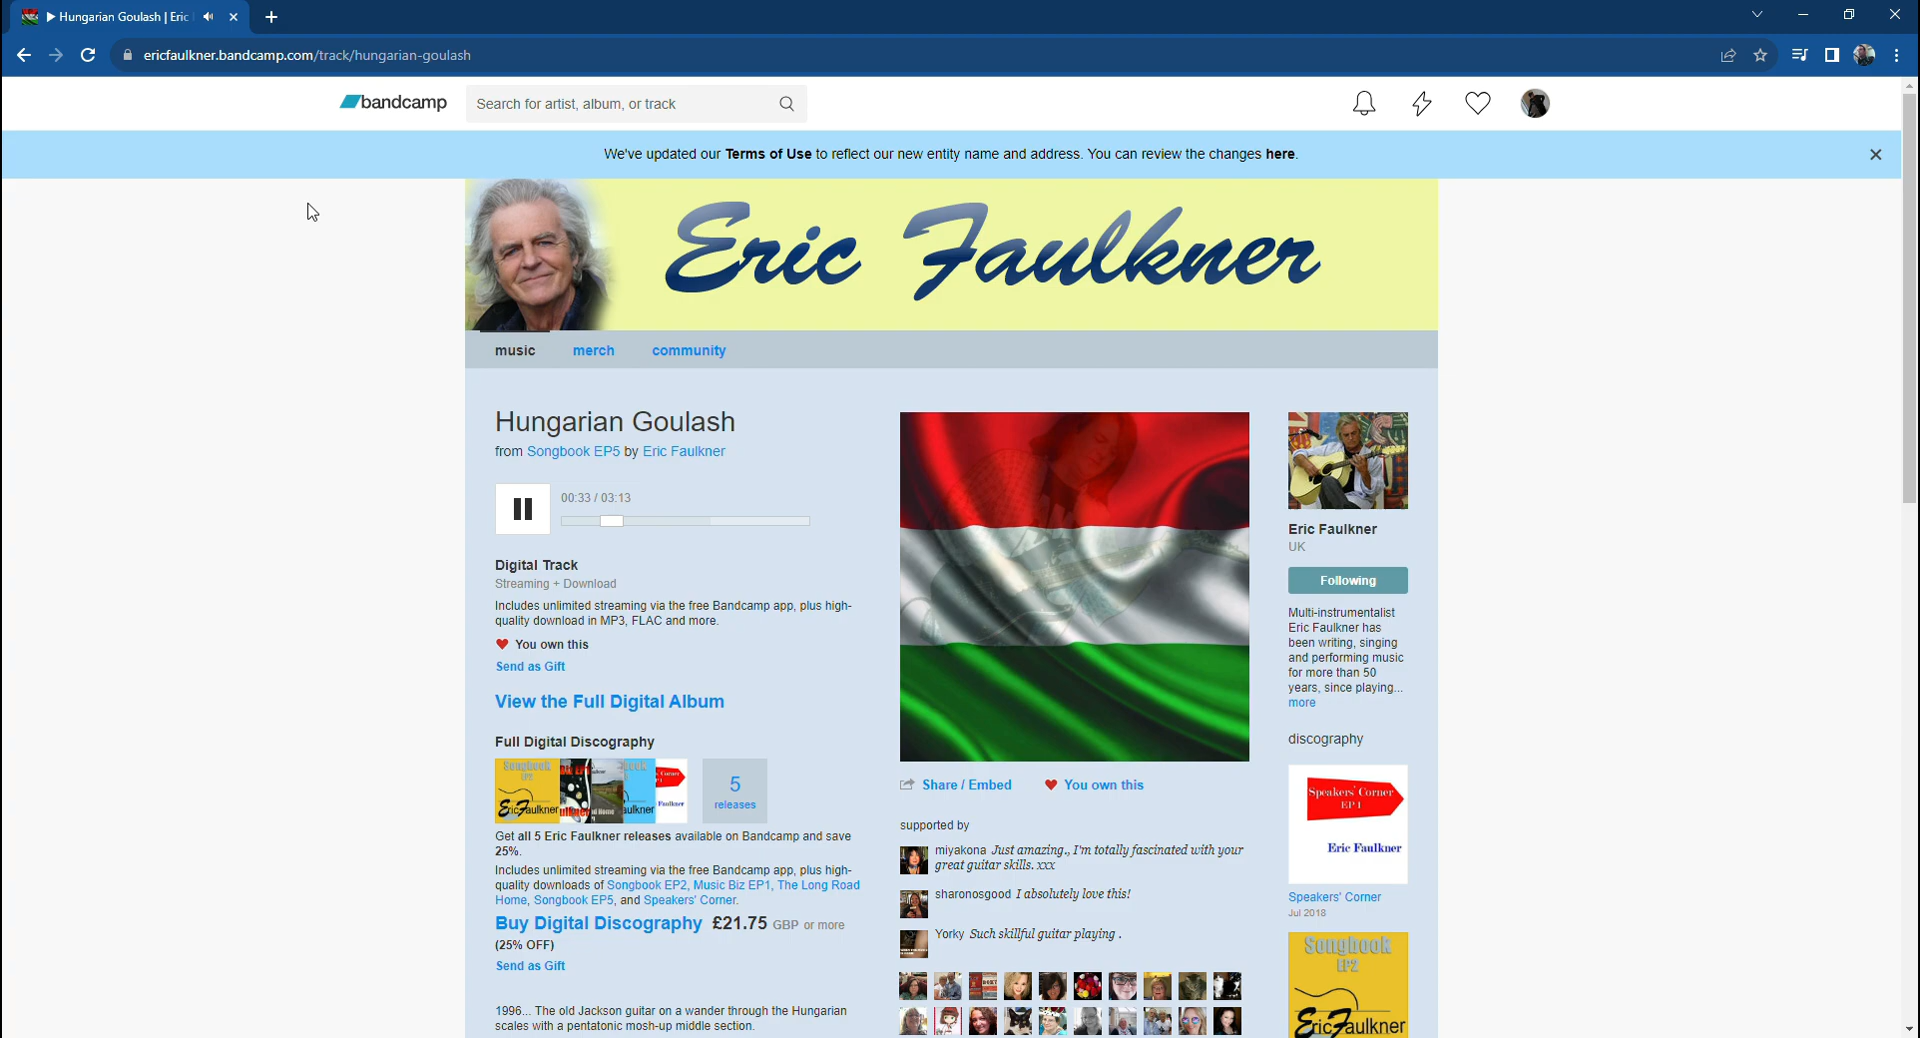 ▶ Hungarian Goulash | Eric
ericfaulkner.bandcamp.com/track/hungarian-goulash
bandcamp
Search for artist, album, or track
We've updated our Terms of Use to reflect our new entity name and address. You can review the changes here.
Eric Faulkner
music merch community
Hungarian Goulash
from Songbook EP5 by Eric Faulkner
00:33 / 03:13
Digital Track
Streaming + Download
Includes unlimited streaming via the free Bandcamp app, plus high-
quality download in MP3, FLAC and more.
You own this
Send as Gift
View the Full Digital Album
Full Digital Discography
Songbook
EricFaulkner
5
releases
Get all 5 Eric Faulkner releases available on Bandcamp and save
25%.
Includes unlimited streaming via the free Bandcamp app, plus high-
quality downloads of Songbook EP2, Music Biz EP1, The Long Road
Home, Songbook EP5, and Speakers' Corner.
Buy Digital Discography £21.75 GBP or more
(25% OFF)
Send as Gift
1996... The old Jackson guitar on a wander through the Hungarian
scales with a pentatonic mosh-up middle section.
Share / Embed
You own this
supported by
miyakona Just amazing., I'm totally fascinated with your
great guitar skills. xxx
sharonosgood I absolutely love this!
Yorky Such skillful guitar playing .
Eric Faulkner
UK
Following
Multi-instrumentalist
Eric Faulkner has
been writing, singing
and performing music
for more than 50
years, since playing...
more
discography
Speakers' Corner
EP 1
Eric Faulkner
Speakers' Corner
Jul 2018
Songbook
EP2
EricFaulkner